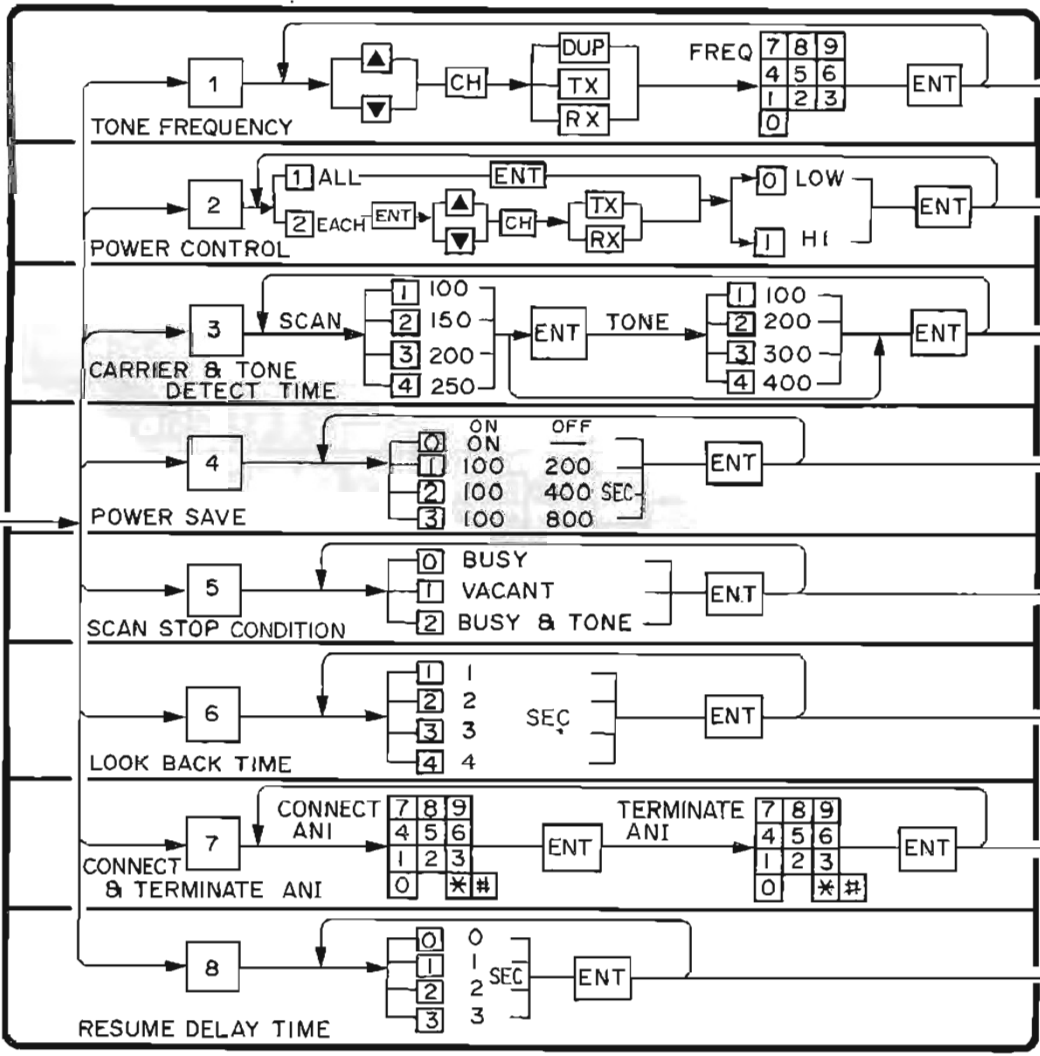 1 ▲ ▼ CH DUP TX RX FREQ 7 8 9 4 5 6 1 2 3 0 ENT
TONE FREQUENCY
2 1 ALL ENT 0 LOW
2 EACH ENT ▲ ▼ CH TX RX 1 HI ENT
POWER CONTROL
3 SCAN ENT TONE ENT
1 100 1 100
2 150 2 200
3 200 3 300
4 250 4 400
CARRIER & TONE
DETECT TIME
ON OFF
4 ENT
0 ON —
1 100 200
2 100 400 SEC
3 100 800
POWER SAVE
5 ENT
0 BUSY
1 VACANT
2 BUSY & TONE
SCAN STOP CONDITION
6 SEC ENT
1 1
2 2
3 3
4 4
LOOK BACK TIME
7 CONNECT
ANI
7 8 9
4 5 6
1 2 3
0 * #
ENT
TERMINATE
ANI
7 8 9
4 5 6
1 2 3
0 * #
ENT
CONNECT
& TERMINATE ANI
8
0 0
1 1
2 2
3 3
SEC
ENT
RESUME DELAY TIME